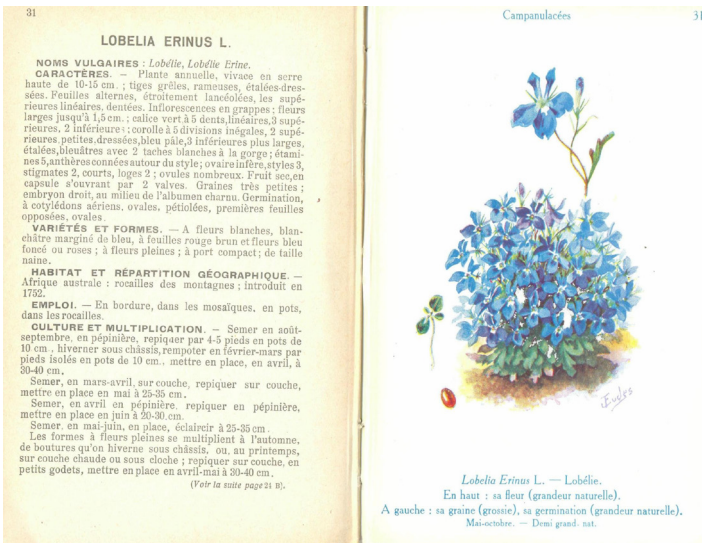 31
LOBELIA ERINUS L.
NOMS VULGAIRES : Lobélie, Lobélie Erine.
CARACTÈRES. — Plante annuelle, vivace en serre
haute de 10-15 cm. ; tiges grêles, rameuses, étalées-dres-
sées. Feuilles alternes, étroitement lancéolées, les supé-
rieures linéaires, dentées. Inflorescences en grappes ; fleurs
larges jusqu'à 1,5 cm. ; calice vert à 5 dents, linéaires, 3 supé-
rieures, 2 inférieures ; corolle à 5 divisions inégales, 2 supé-
rieures, petites, dressées, bleu pâle, 3 inférieures plus larges,
étalées, bleuâtres avec 2 taches blanches à la gorge ; étami-
nes 5, anthères connées autour du style ; ovaire infère, styles 3,
stigmates 2, courts, loges 2 ; ovules nombreux. Fruit sec, en
capsule s'ouvrant par 2 valves. Graines très petites ;
embryon droit, au milieu de l'albumen charnu. Germination,
à cotylédons aériens, ovales, pétiolées, premières feuilles
opposées, ovales.
VARIÉTÉS ET FORMES. — A fleurs blanches, blan-
châtre marginé de bleu, à feuilles rouge brun et fleurs bleu
foncé ou roses ; à fleurs pleines ; à port compact ; de taille
naine.
HABITAT ET RÉPARTITION GÉOGRAPHIQUE. —
Afrique australe : rocailles des montagnes ; introduit en
1752.
EMPLOI. — En bordure, dans les mosaïques, en pots,
dans les rocailles.
CULTURE ET MULTIPLICATION. — Semer en août-
septembre, en pépinière, repiquer par 4-5 pieds en pots de
10 cm., hiverner sous châssis, rempoter en février-mars par
pieds isolés en pots de 10 cm., mettre en place, en avril, à
30-40 cm.
Semer, en mars-avril, sur couche, repiquer sur couche,
mettre en place en mai à 25-35 cm.
Semer, en avril en pépinière, repiquer en pépinière,
mettre en place en juin à 20-30 cm.
Semer, en mai-juin, en place, éclaircir à 25-35 cm.
Les formes à fleurs pleines se multiplient à l'automne,
de boutures qu'on hiverne sous châssis, ou, au printemps,
sur couche chaude ou sous cloche ; repiquer sur couche, en
petits godets, mettre en place en avril-mai à 30-40 cm.
(Voir la suite page 21 B).
Campanulacées
31
JEudes
Lobelia Erinus L. — Lobélie.
En haut : sa fleur (grandeur naturelle).
A gauche : sa graine (grossie), sa germination (grandeur naturelle).
Mai-octobre. — Demi grand. nat.